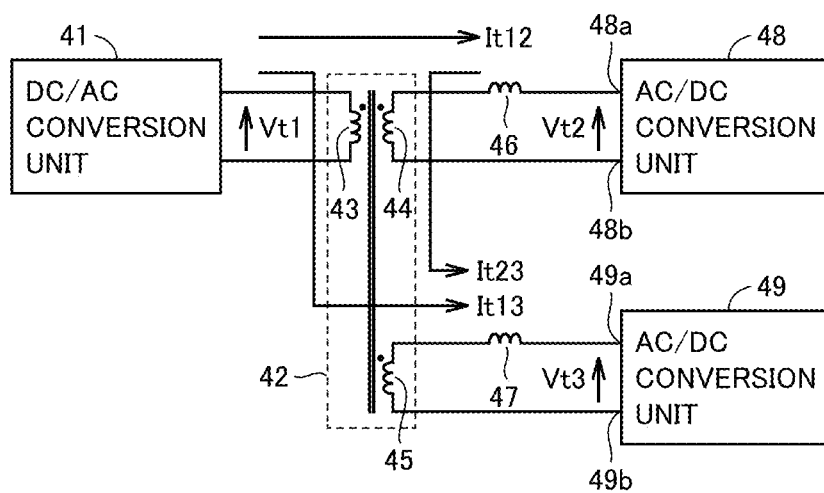 41
It12
48a
48
DC/AC
CONVERSION
UNIT
Vt1
43
44
46
Vt2
AC/DC
CONVERSION
UNIT
48b
It23
It13
49a
49
42
45
47
Vt3
AC/DC
CONVERSION
UNIT
49b